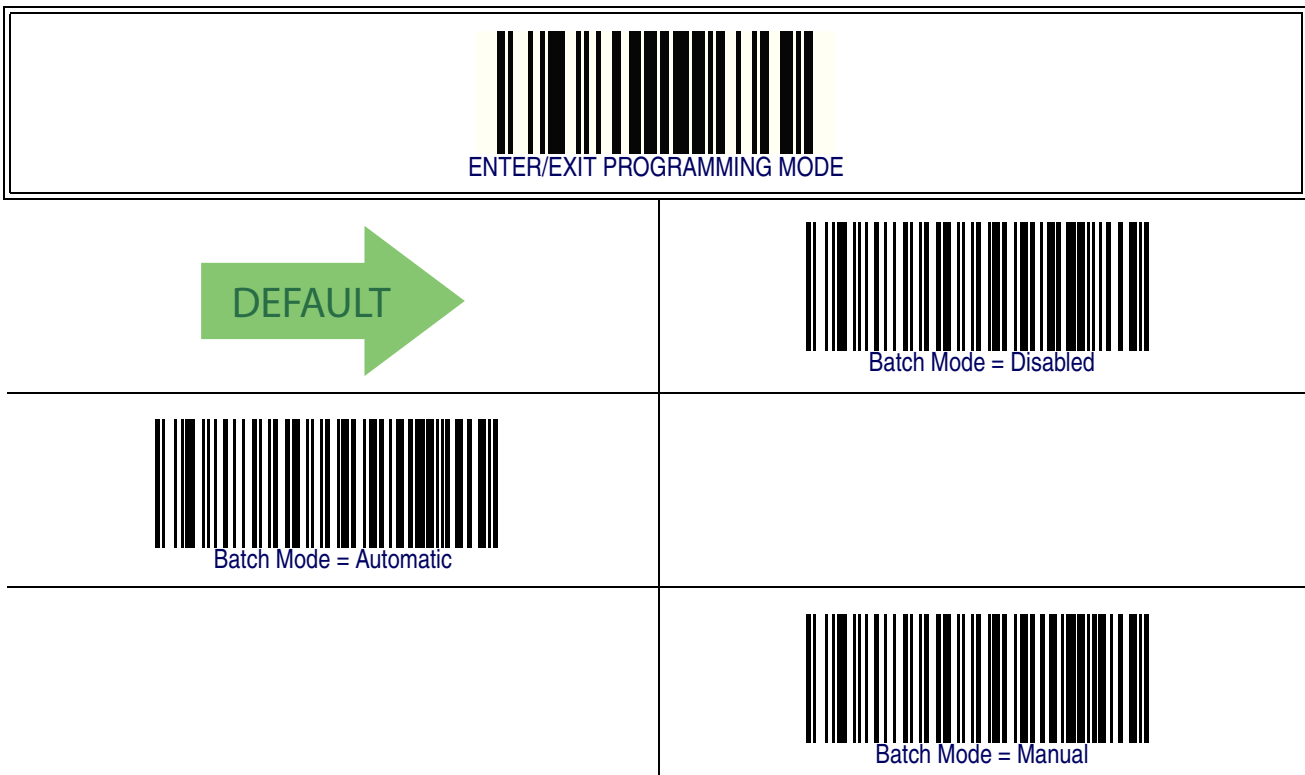 ENTER/EXIT PROGRAMMING MODE
DEFAULT
Batch Mode = Disabled
Batch Mode = Automatic
Batch Mode = Manual